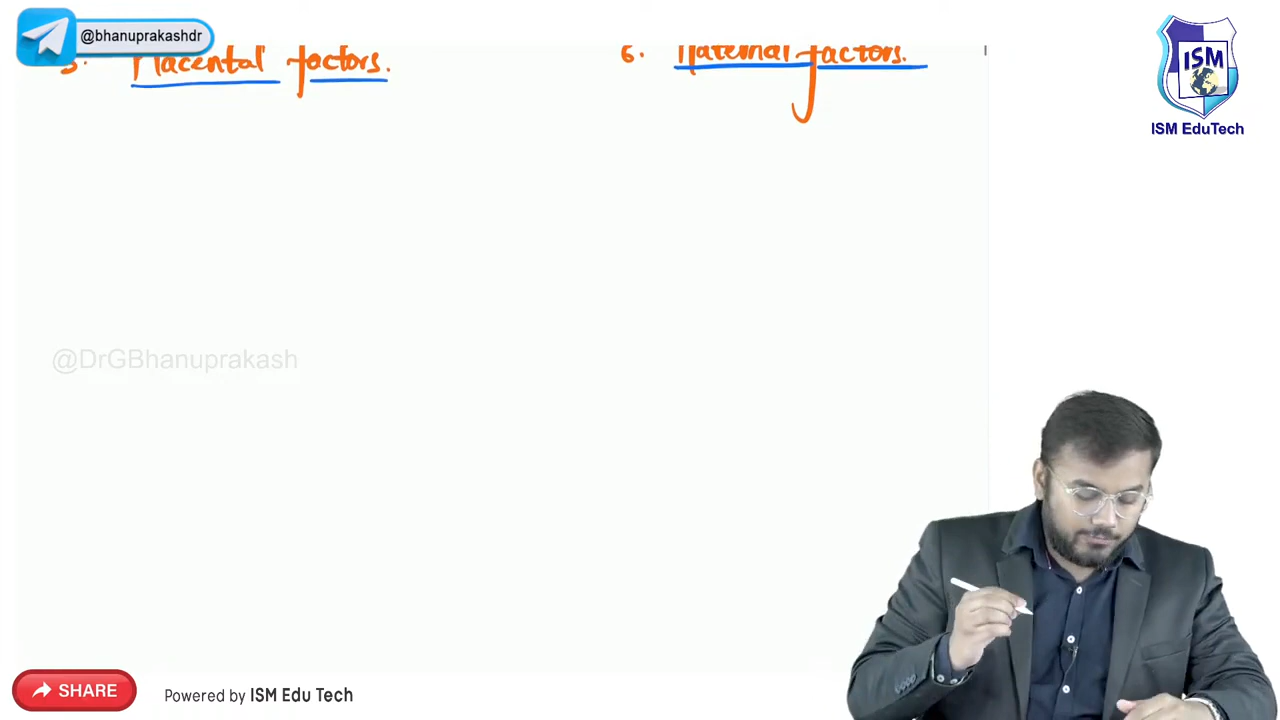 @bhanuprakashdr
Placental factors.
6. Maternal factors.
ISM
ISM EduTech
@DrGBhanuprakash
SHARE
Powered by ISM Edu Tech